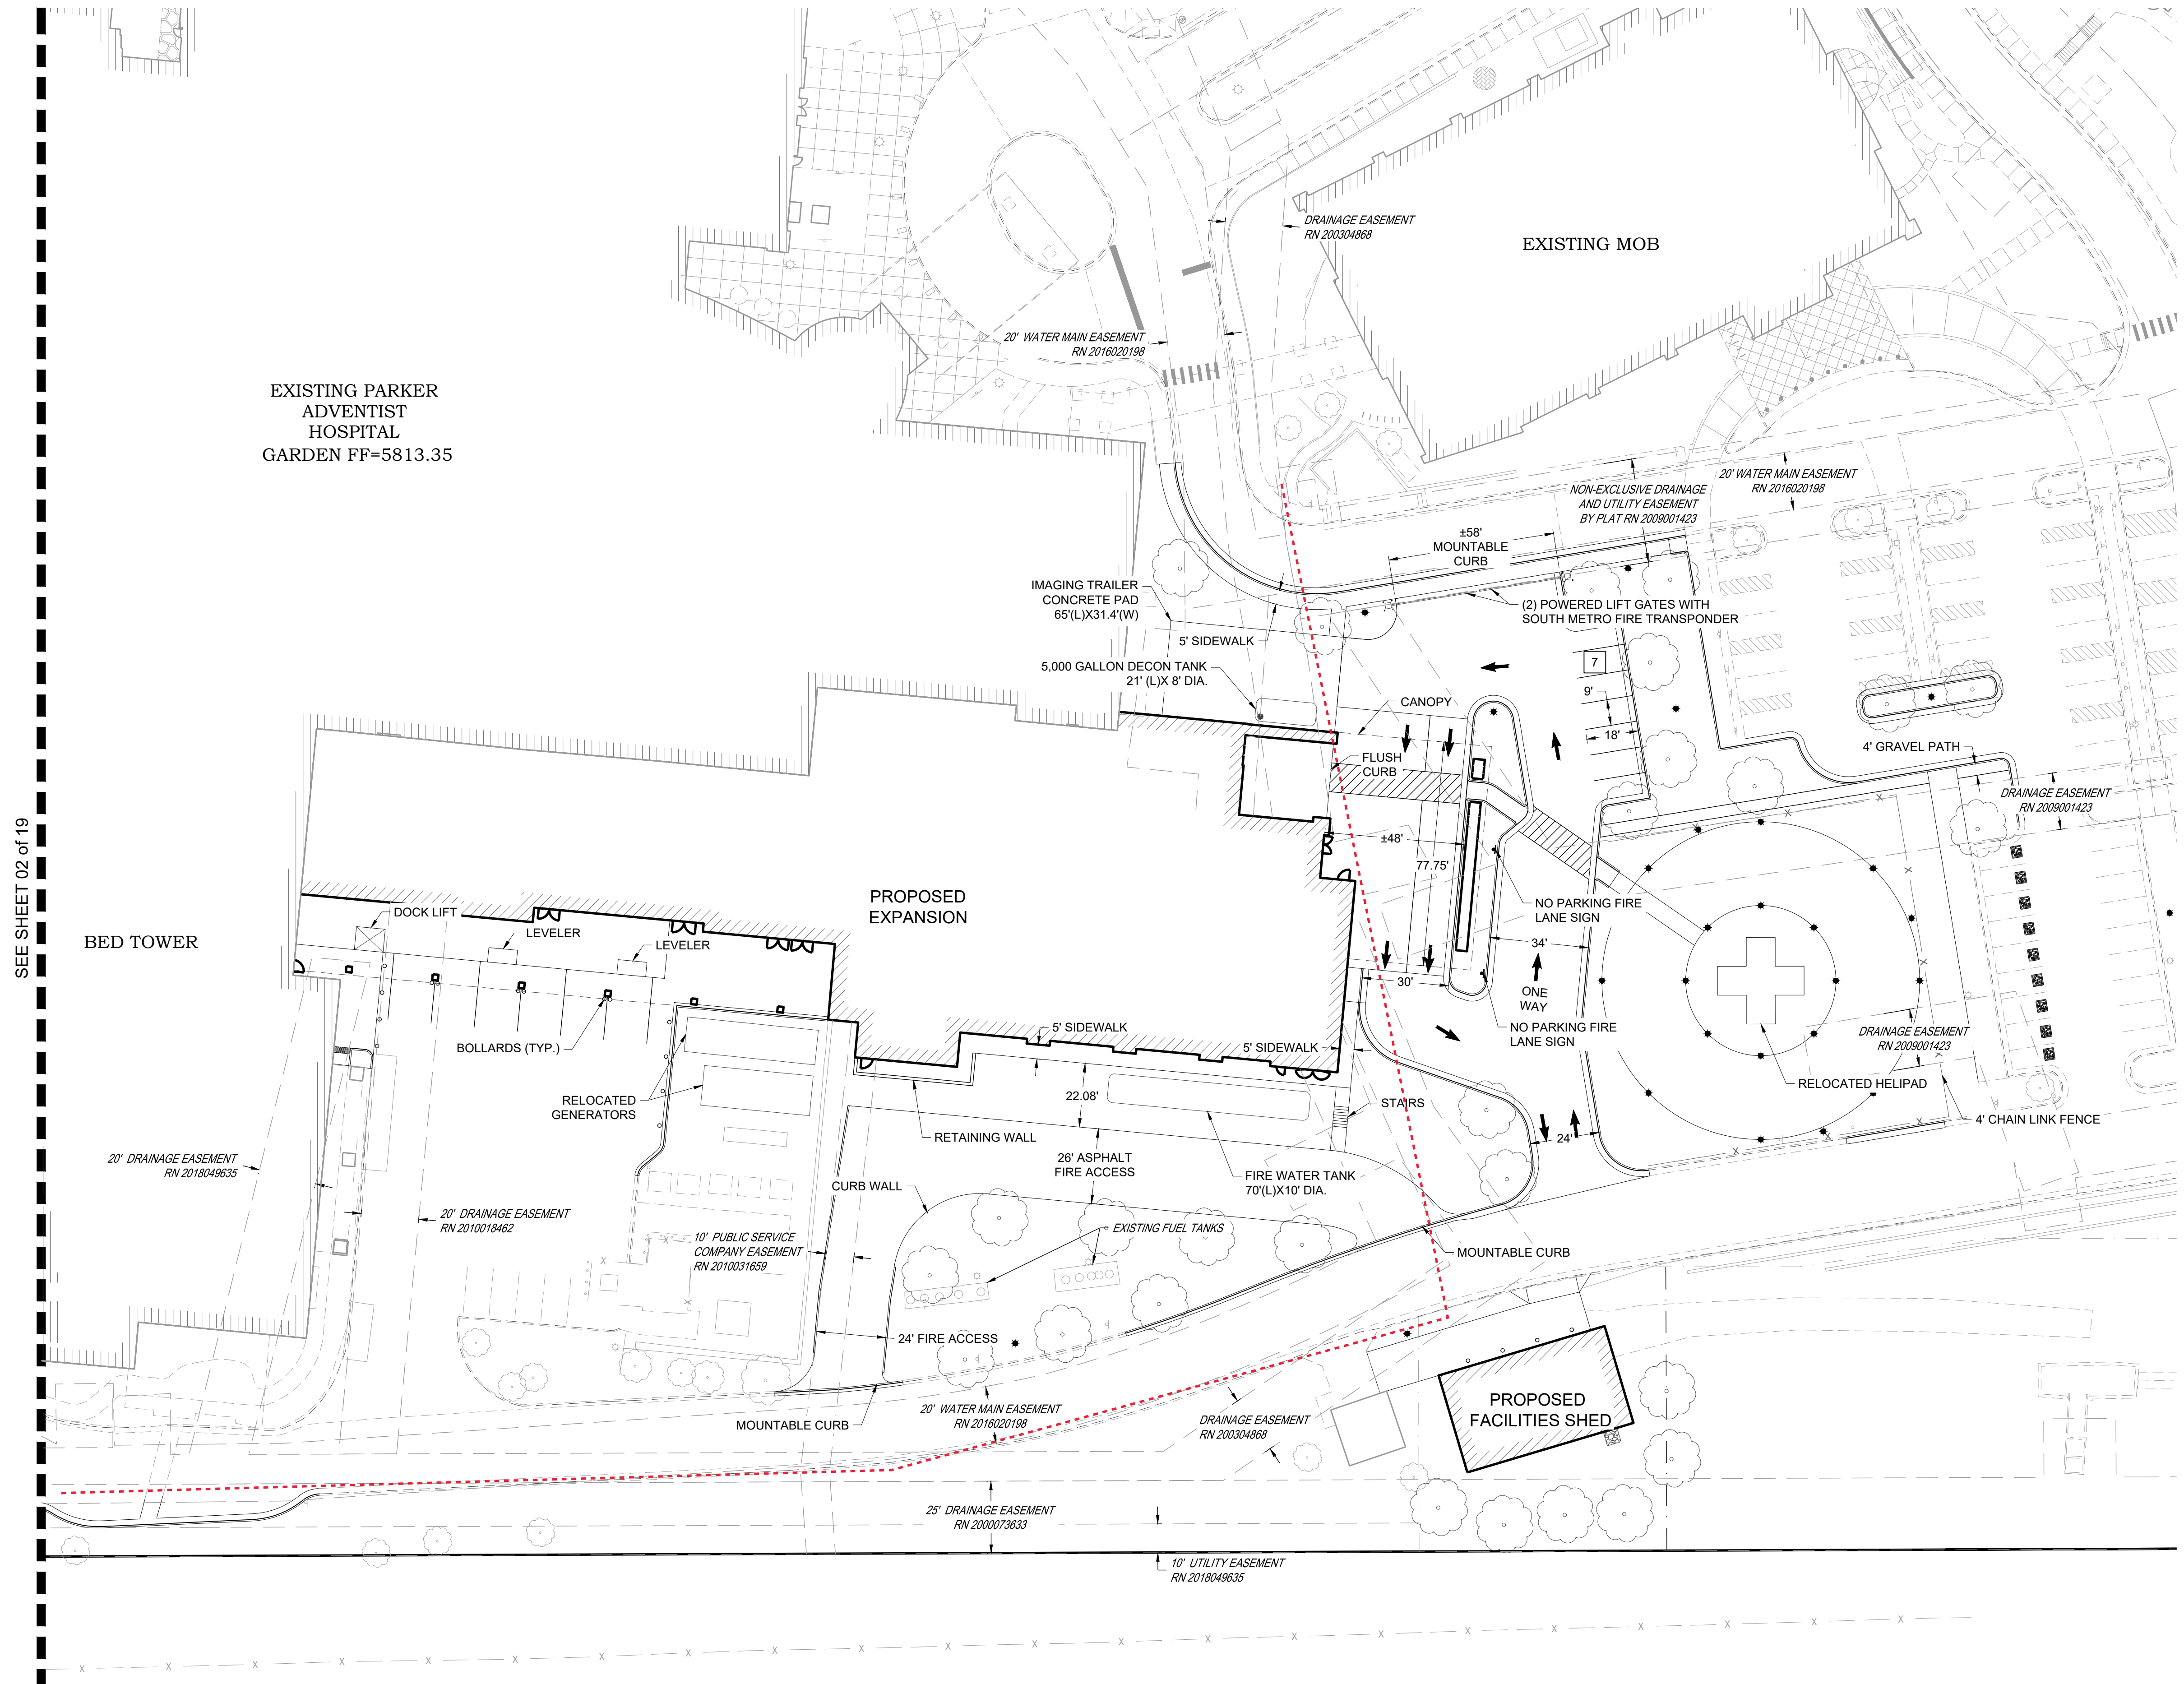 DRAINAGE EASEMENT
RN 200304868
EXISTING MOB
20' WATER MAIN EASEMENT
RN 2016020198
EXISTING PARKER
ADVENTIST
HOSPITAL
GARDEN FF=5813.35
20' WATER MAIN EASEMENT
RN 2016020198
NON-EXCLUSIVE DRAINAGE
AND UTILITY EASEMENT
BY PLAT RN 2009001423
±58'
MOUNTABLE
CURB
IMAGING TRAILER
CONCRETE PAD
65'(L)X31.4'(W)
(2) POWERED LIFT GATES WITH
SOUTH METRO FIRE TRANSPONDER
5' SIDEWALK
5,000 GALLON DECON TANK
21' (L)X 8' DIA.
7
9'
18'
CANOPY
FLUSH
CURB
4' GRAVEL PATH
DRAINAGE EASEMENT
RN 2009001423
±48'
77.75'
SEE SHEET 02 of 19
PROPOSED
EXPANSION
NO PARKING FIRE
LANE SIGN
DOCK LIFT
LEVELER
LEVELER
BED TOWER
34'
30'
ONE
WAY
NO PARKING FIRE
LANE SIGN
5' SIDEWALK
5' SIDEWALK
BOLLARDS (TYP.)
DRAINAGE EASEMENT
RN 2009001423
RELOCATED HELIPAD
RELOCATED
GENERATORS
22.08'
STAIRS
4' CHAIN LINK FENCE
RETAINING WALL
24'
26' ASPHALT
FIRE ACCESS
20' DRAINAGE EASEMENT
RN 2018049635
FIRE WATER TANK
70'(L)X10' DIA.
CURB WALL
20' DRAINAGE EASEMENT
RN 2010018462
EXISTING FUEL TANKS
10' PUBLIC SERVICE
COMPANY EASEMENT
RN 2010031659
MOUNTABLE CURB
24' FIRE ACCESS
PROPOSED
FACILITIES SHED
MOUNTABLE CURB
20' WATER MAIN EASEMENT
RN 2016020198
DRAINAGE EASEMENT
RN 200304868
25' DRAINAGE EASEMENT
RN 2000073633
10' UTILITY EASEMENT
RN 2018049635